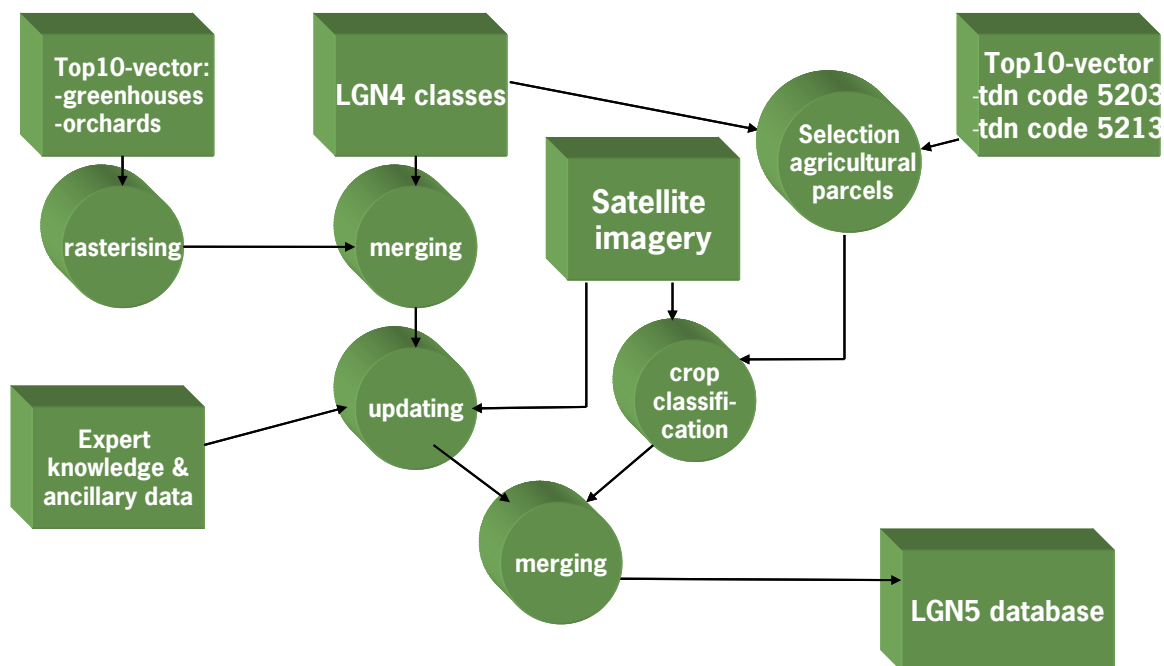 Top10-vector:
-greenhouses
-orchards
LGN4 classes
Top10-vector
-tdn code 5203
-tdn code 5213
Selection
agricultural
parcels
Satellite
imagery
rasterising
merging
crop
classifi-
cation
updating
Expert
knowledge &
ancillary data
merging
LGN5 database